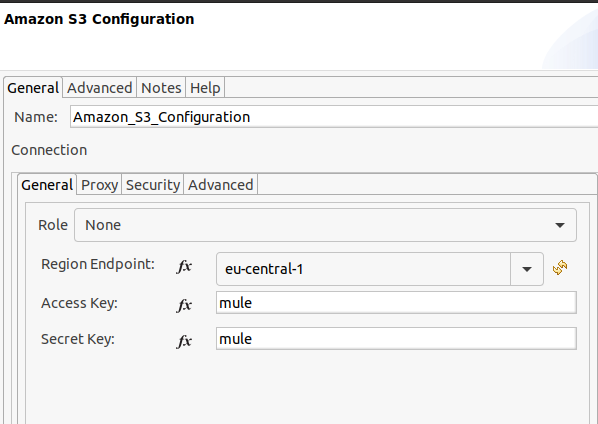 Amazon S3 Configuration
General Advanced Notes Help
Name: Amazon_S3_Configuration
Connection
General Proxy Security Advanced
Role None
Region Endpoint: fx eu-central-1
Access Key: fx mule
Secret Key: fx mule